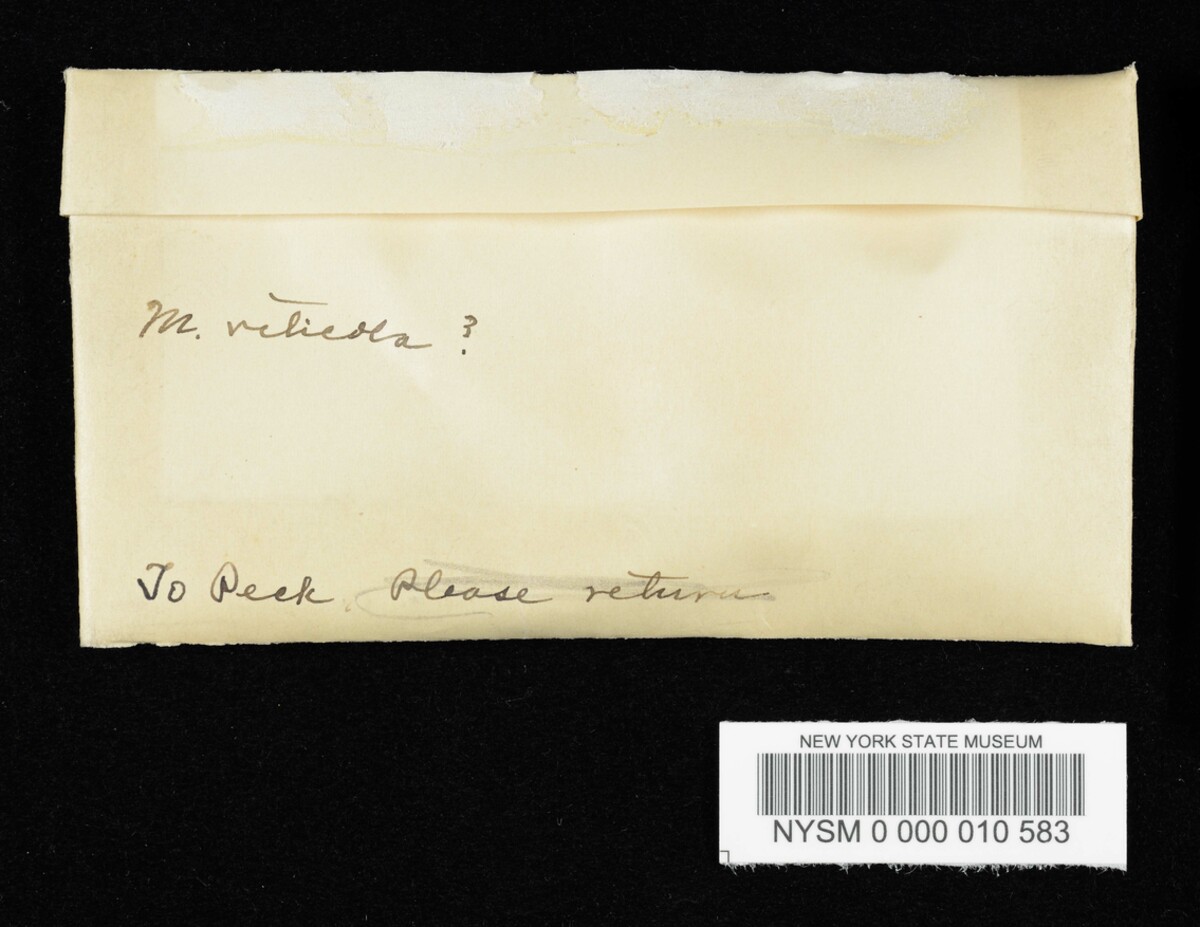 M. viticola ?
To Peck. Please return
NEW YORK STATE MUSEUM
NYSM 0 000 010 583